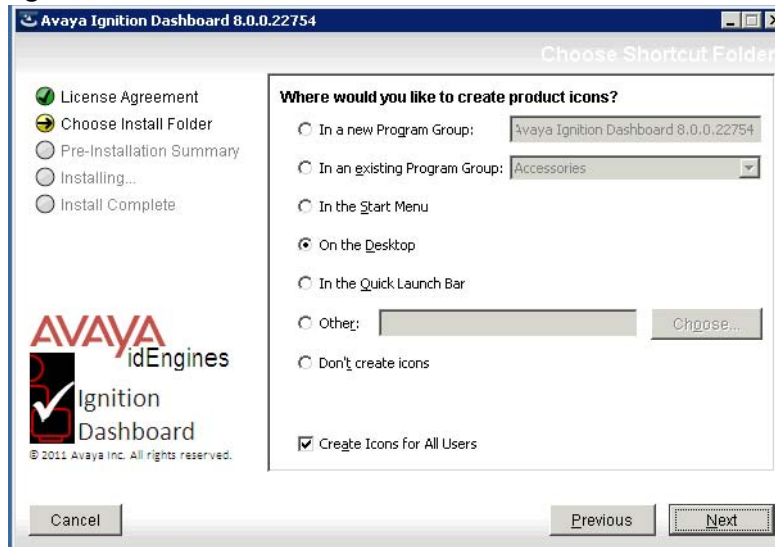 Avaya Ignition Dashboard 8.0.0.22754
Choose Shortcut Folder
License Agreement
Choose Install Folder
Pre-Installation Summary
Installing...
Install Complete
Where would you like to create product icons?
In a new Program Group: Avaya Ignition Dashboard 8.0.0.22754
In an existing Program Group: Accessories
In the Start Menu
On the Desktop
In the Quick Launch Bar
Other: Choose...
Don't create icons
Create Icons for All Users
AVAYA
idEngines
Ignition
Dashboard
© 2011 Avaya Inc. All rights reserved.
Cancel Previous Next